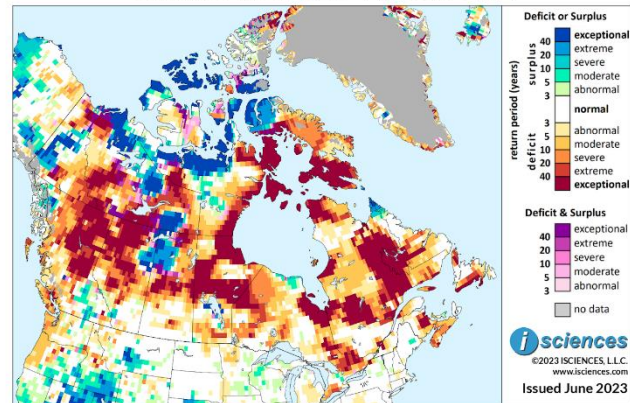 Deficit or Surplus
exceptional
40
extreme
20
severe
10
moderate
5
abnormal
3
normal
3
abnormal
5
moderate
10
severe
20
extreme
40
exceptional
return period (years)
surplus
deficit
Deficit & Surplus
exceptional
40
extreme
20
severe
10
moderate
5
abnormal
3
no data
i sciences
©2023 ISCIENCES, L.L.C.
www.isciences.com
Issued June 2023